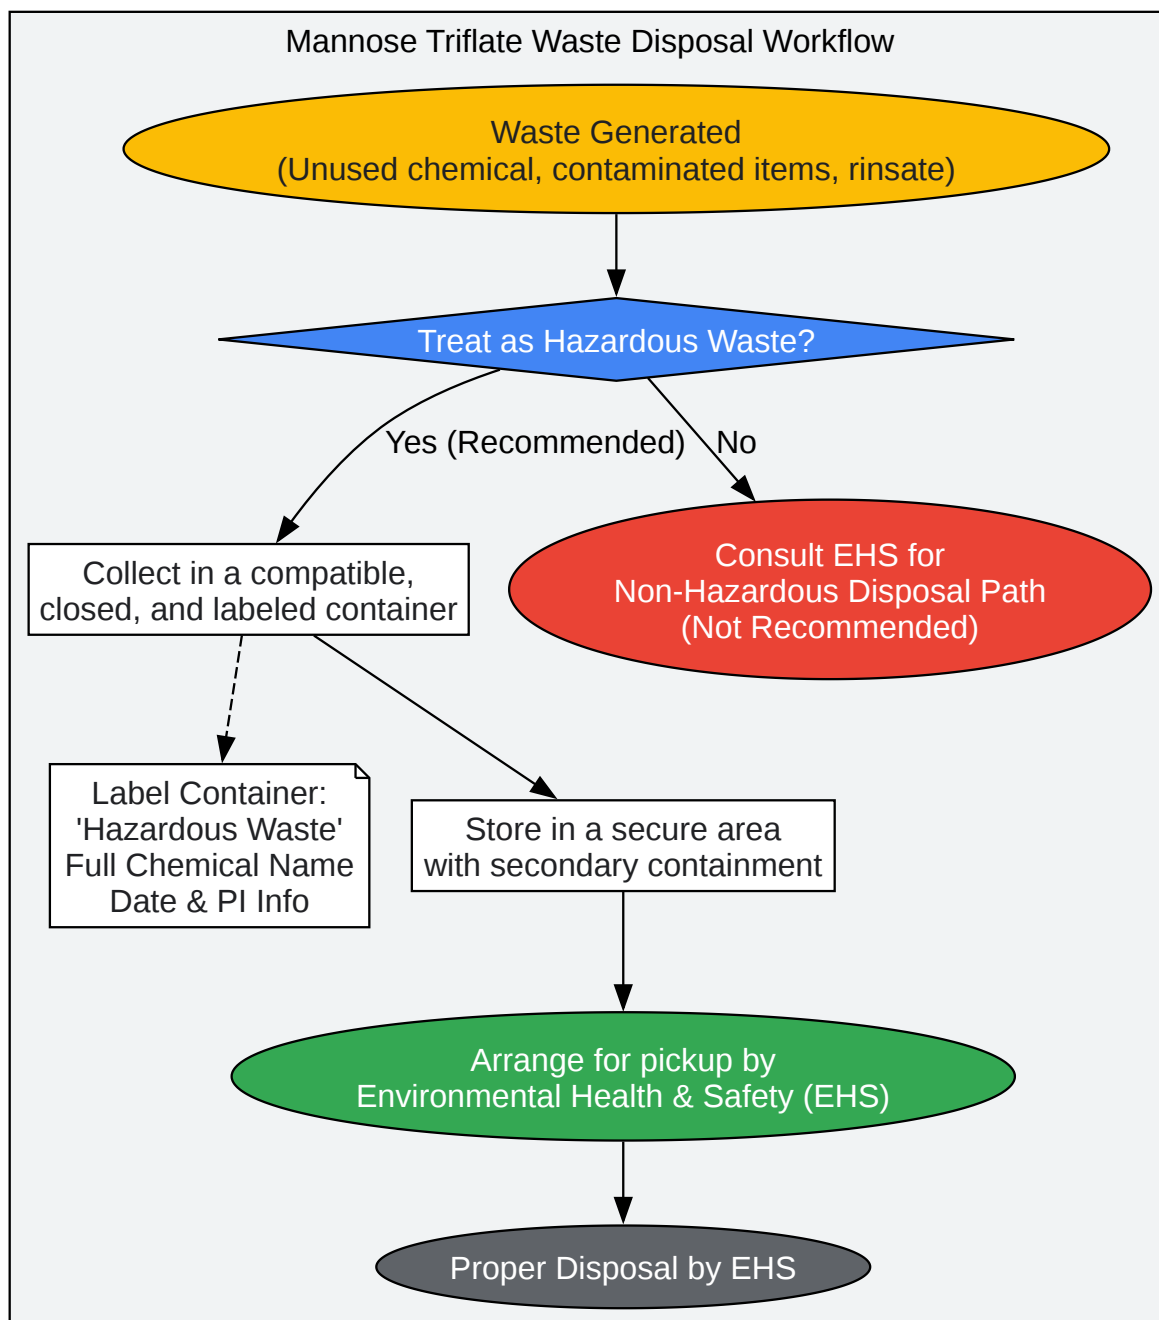 Mannose Triflate Waste Disposal Workflow
Waste Generated
(Unused chemical, contaminated items, rinsate)
Treat as Hazardous Waste?
Yes (Recommended)
No
Collect in a compatible,
closed, and labeled container
Consult EHS for
Non-Hazardous Disposal Path
(Not Recommended)
Label Container:
'Hazardous Waste'
Full Chemical Name
Date & PI Info
Store in a secure area
with secondary containment
Arrange for pickup by
Environmental Health & Safety (EHS)
Proper Disposal by EHS